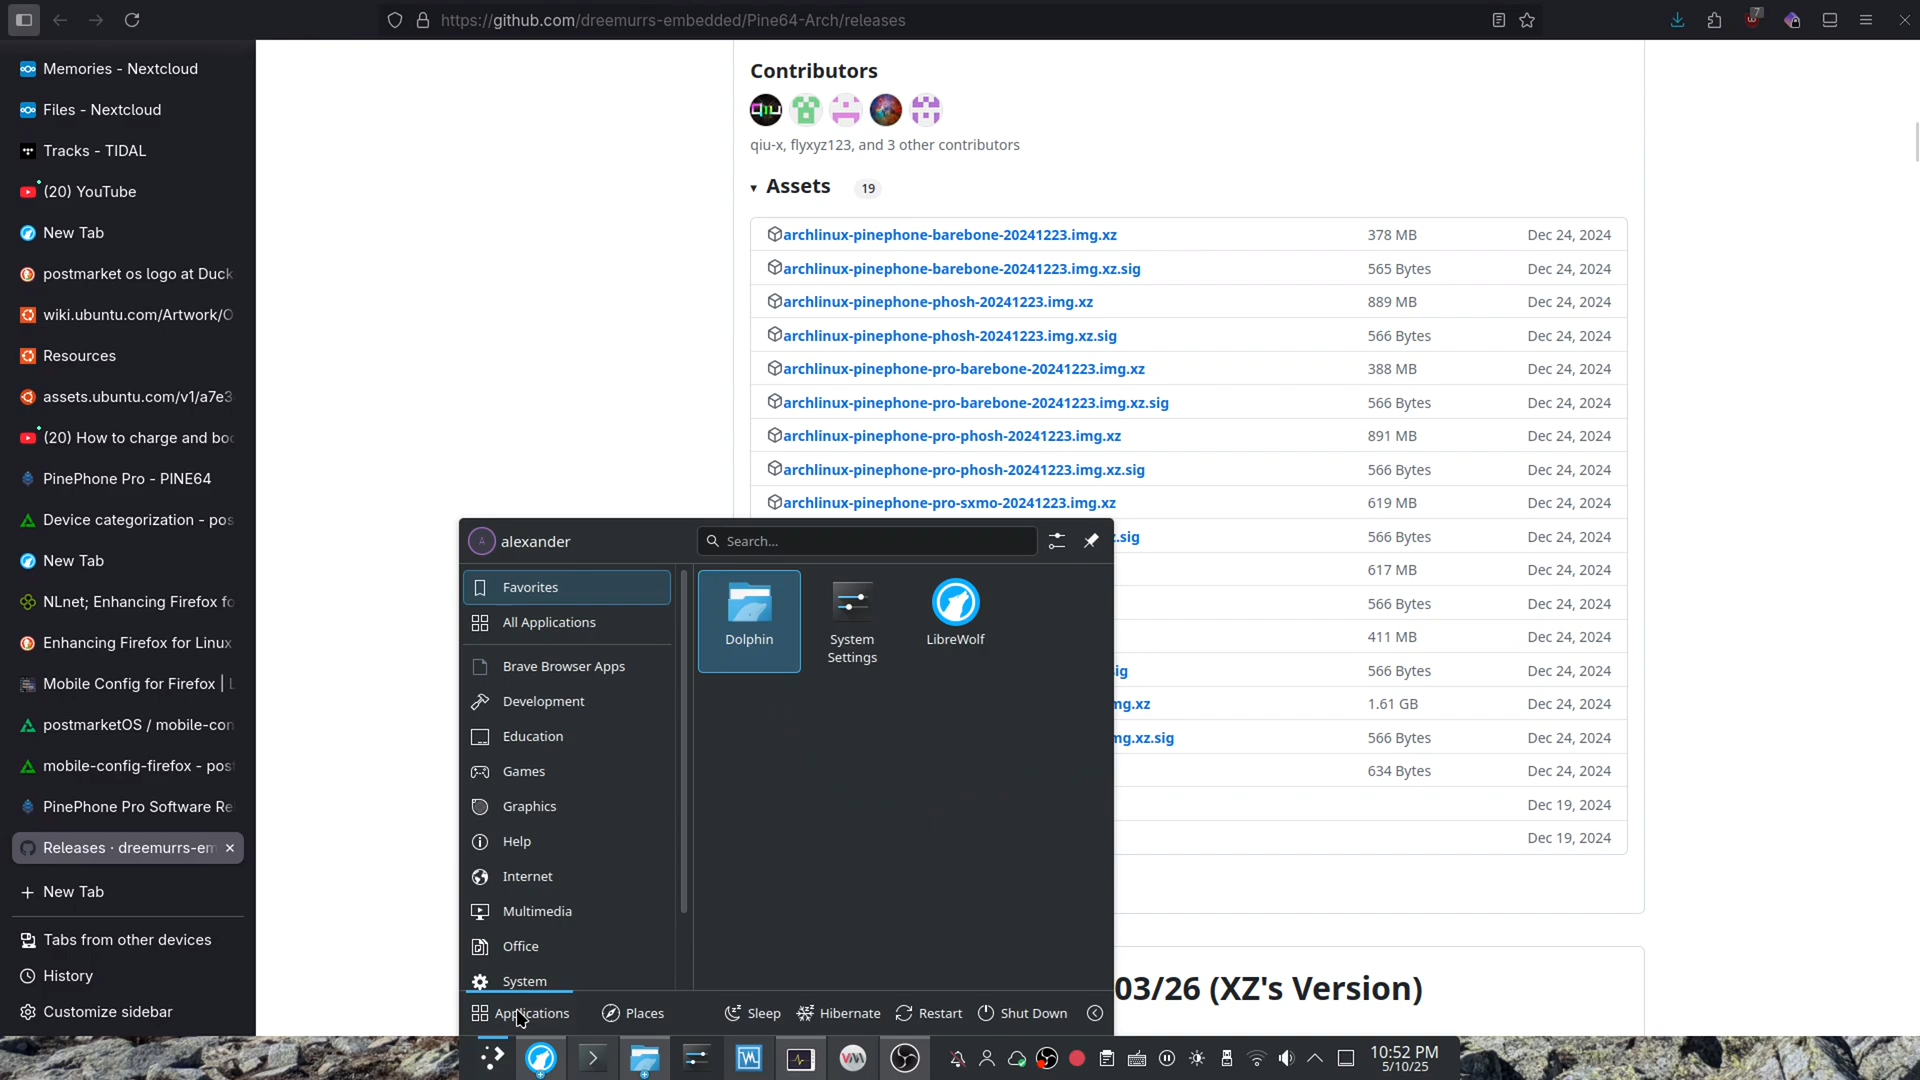 https://github.com/dreemurrs-embedded/Pine64-Arch/releases
7
Memories - Nextcloud
Files - Nextcloud
Tracks - TIDAL
(20) YouTube
New Tab
postmarket os logo at Duck
wiki.ubuntu.com/Artwork/O
Resources
assets.ubuntu.com/v1/a7e3
(20) How to charge and boo
PinePhone Pro - PINE64
Device categorization - pos
New Tab
NLnet; Enhancing Firefox fo
Enhancing Firefox for Linux
Mobile Config for Firefox | L
postmarketOS / mobile-con
mobile-config-firefox - post
PinePhone Pro Software Re
Releases · dreemurrs-em
New Tab
Tabs from other devices
History
Customize sidebar
Contributors
qiu-x, flyxyz123, and 3 other contributors
Assets 19
archlinux-pinephone-barebone-20241223.img.xz 378 MB Dec 24, 2024
archlinux-pinephone-barebone-20241223.img.xz.sig 565 Bytes Dec 24, 2024
archlinux-pinephone-phosh-20241223.img.xz 889 MB Dec 24, 2024
archlinux-pinephone-phosh-20241223.img.xz.sig 566 Bytes Dec 24, 2024
archlinux-pinephone-pro-barebone-20241223.img.xz 388 MB Dec 24, 2024
archlinux-pinephone-pro-barebone-20241223.img.xz.sig 566 Bytes Dec 24, 2024
archlinux-pinephone-pro-phosh-20241223.img.xz 891 MB Dec 24, 2024
archlinux-pinephone-pro-phosh-20241223.img.xz.sig 566 Bytes Dec 24, 2024
archlinux-pinephone-pro-sxmo-20241223.img.xz 619 MB Dec 24, 2024
.sig 566 Bytes Dec 24, 2024
617 MB Dec 24, 2024
566 Bytes Dec 24, 2024
411 MB Dec 24, 2024
ig 566 Bytes Dec 24, 2024
ng.xz 1.61 GB Dec 24, 2024
ng.xz.sig 566 Bytes Dec 24, 2024
634 Bytes Dec 24, 2024
Dec 19, 2024
Dec 19, 2024
03/26 (XZ's Version)
A alexander
Search...
Favorites
All Applications
Brave Browser Apps
Development
Education
Games
Graphics
Help
Internet
Multimedia
Office
System
Dolphin
System Settings
LibreWolf
Applications
Places
Sleep
Hibernate
Restart
Shut Down
10:52 PM
5/10/25